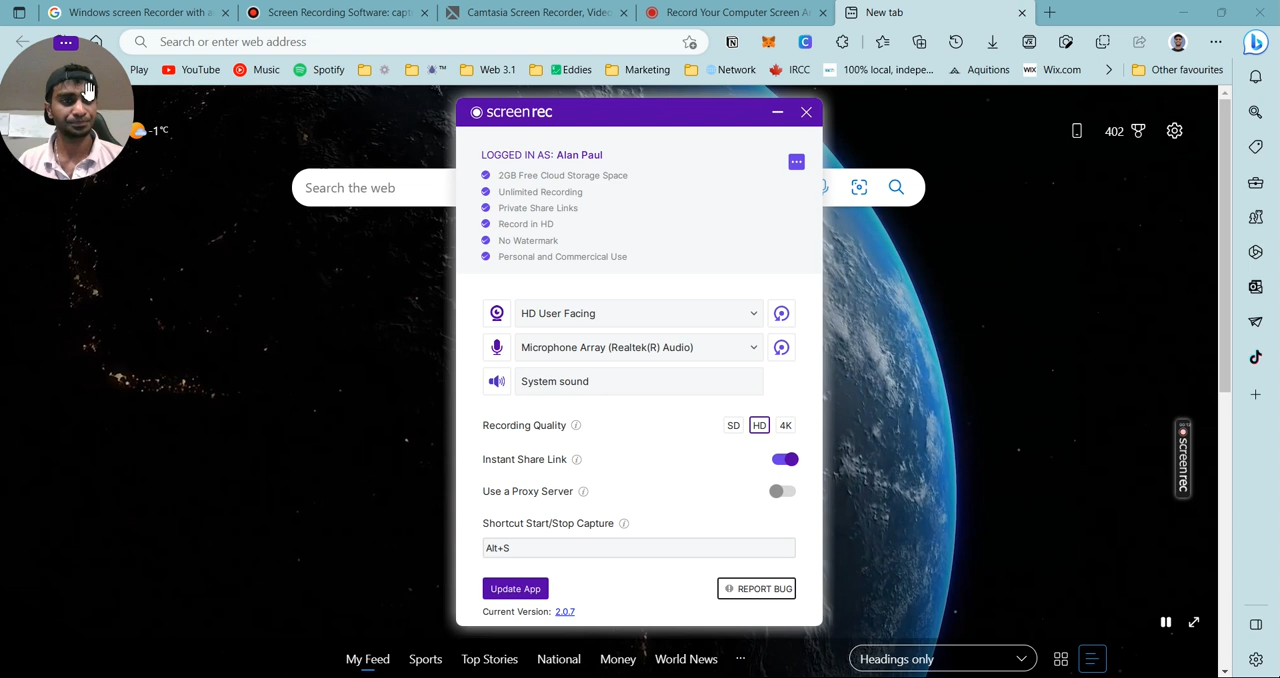 Windows screen Recorder with a
Screen Recording Software: capt
Camtasia Screen Recorder, Video
Record Your Computer Screen A
New tab
Search or enter web address
Play
YouTube
Music
Spotify
Web 3.1
Eddies
Marketing
Network
IRCC
100% local, indepe...
Aquitions
WIX
Wix.com
Other favourites
-1°C
402
Search the web
screenrec
LOGGED IN AS: Alan Paul
2GB Free Cloud Storage Space
Unlimited Recording
Private Share Links
Record in HD
No Watermark
Personal and Commercical Use
HD User Facing
Microphone Array (Realtek(R) Audio)
System sound
Recording Quality
SD HD 4K
Instant Share Link
Use a Proxy Server
Shortcut Start/Stop Capture
Alt+S
Update App
REPORT BUG
Current Version: 2.0.7
screenrec
My Feed
Sports
Top Stories
National
Money
World News
Headings only